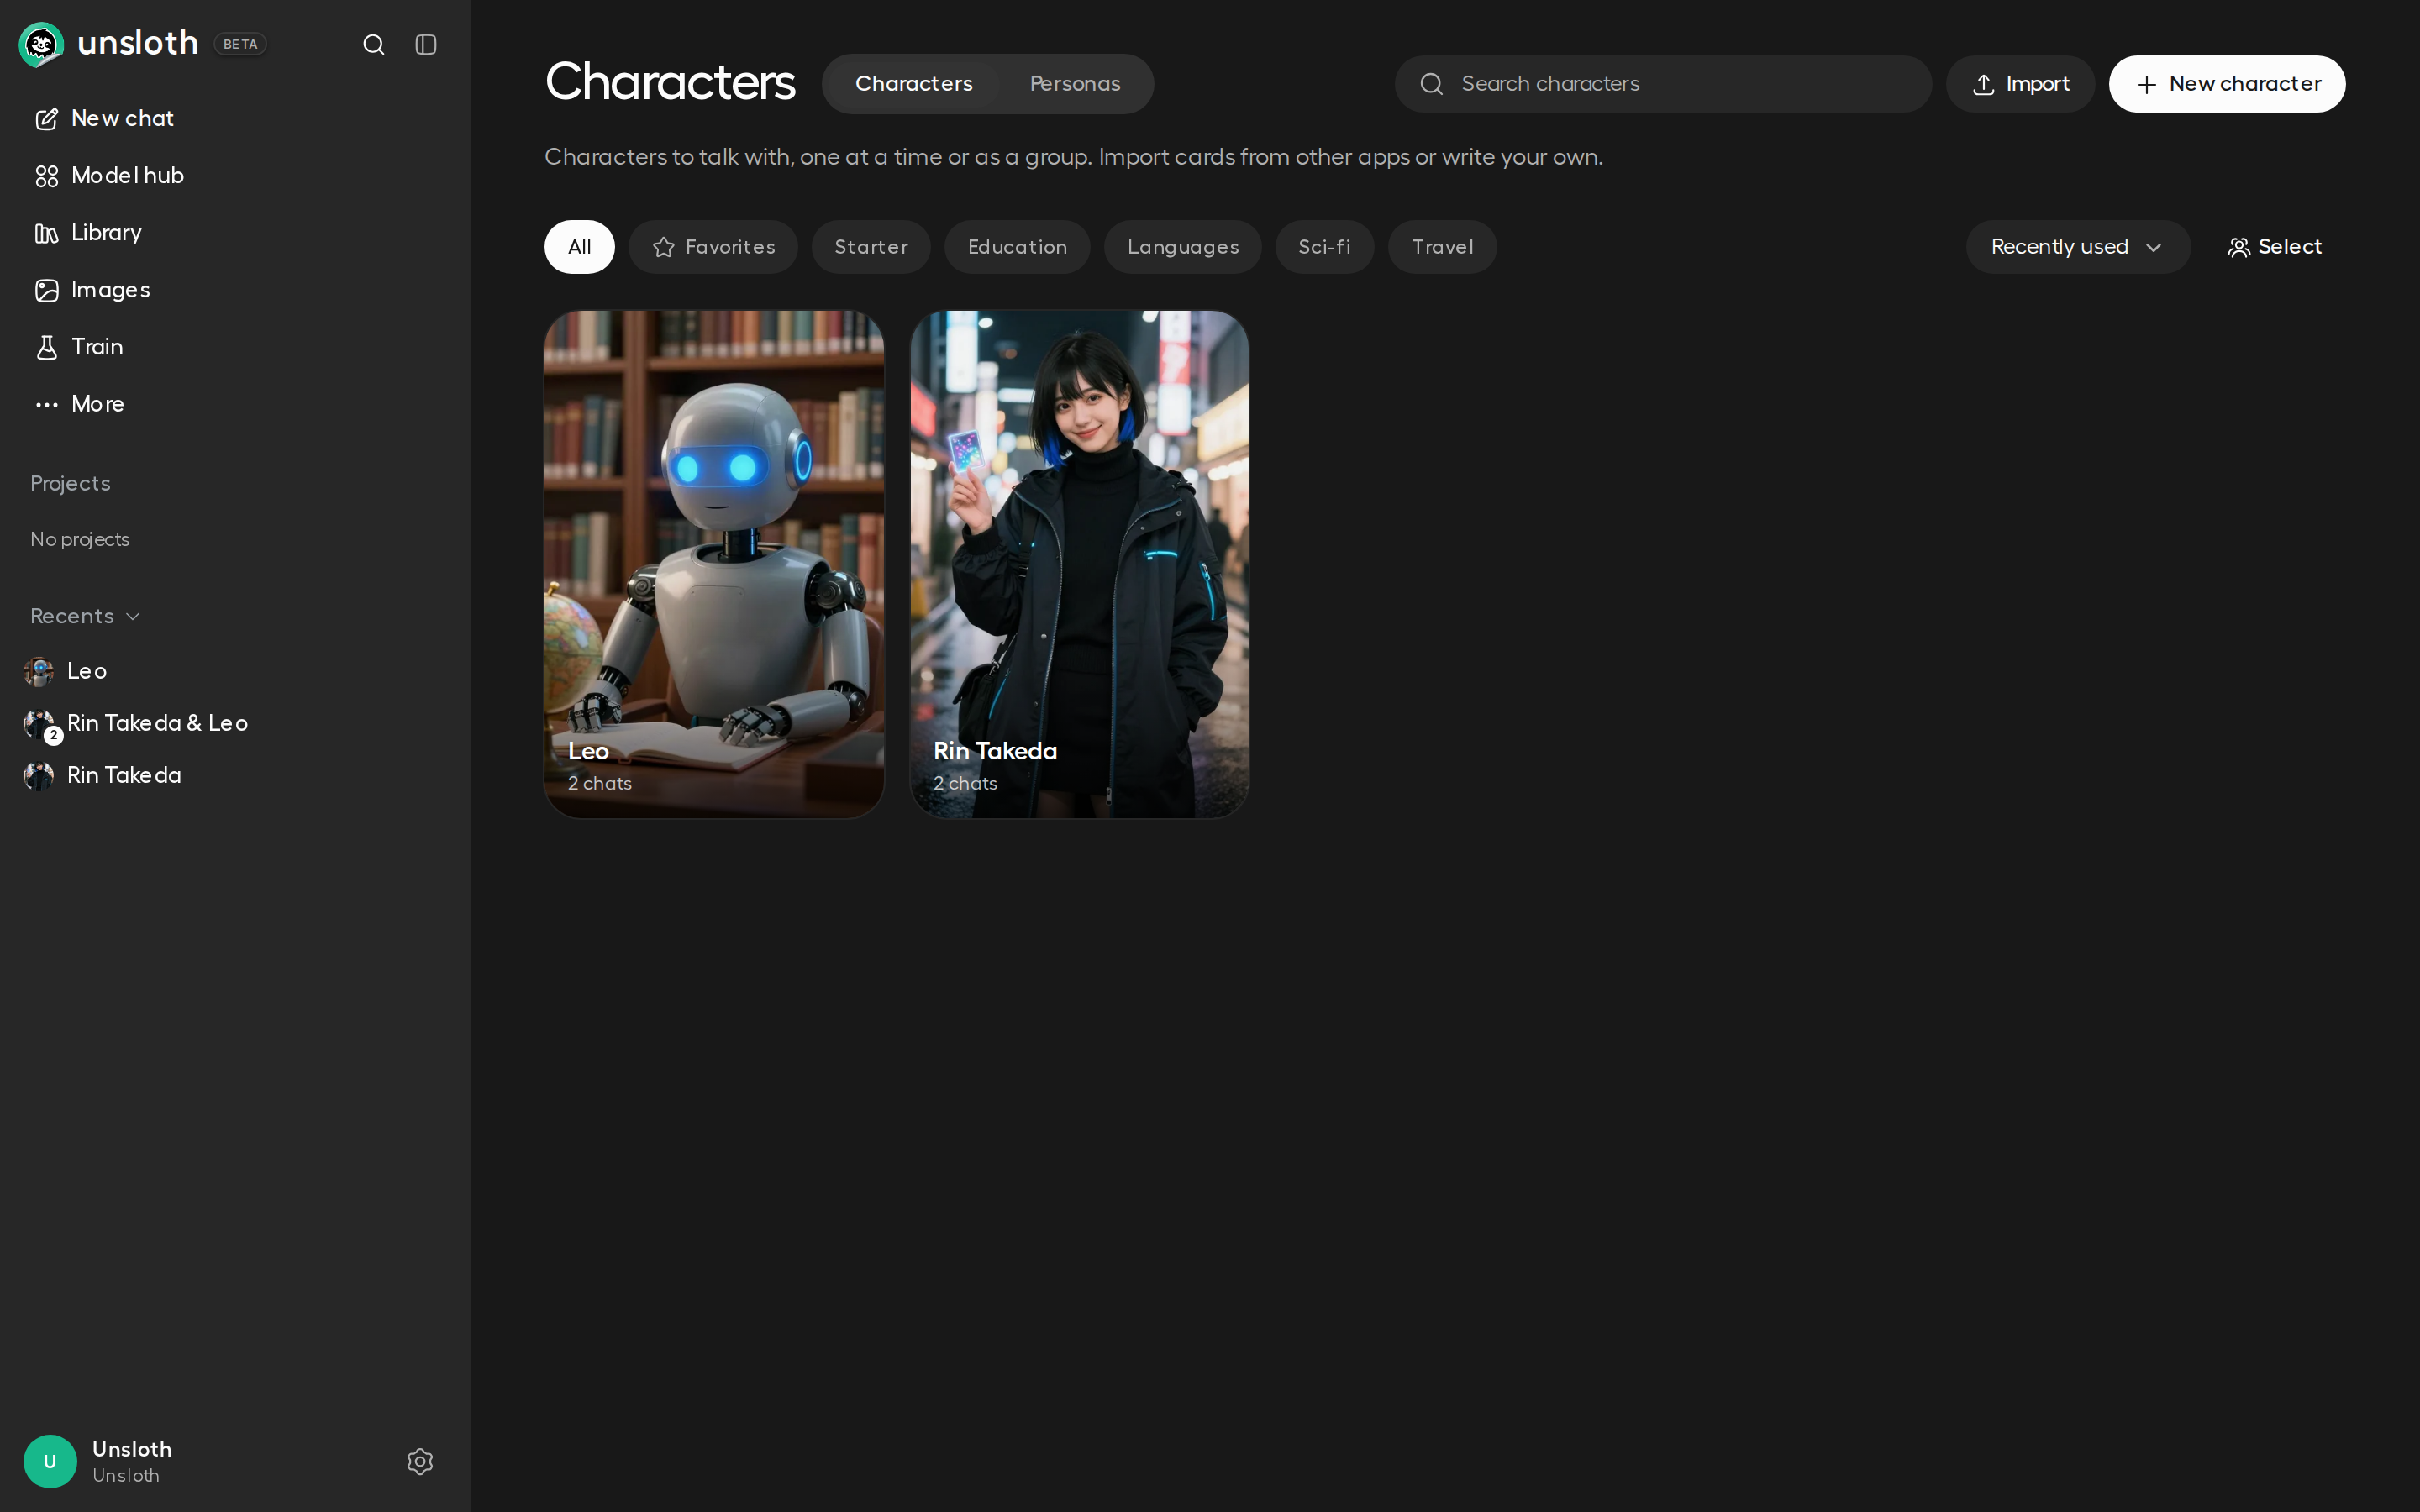 unsloth BETA
New chat
Model hub
Library
Images
Train
More
Projects
No projects
Recents
Leo
2 Rin Takeda & Leo
Rin Takeda
U
Unsloth
Unsloth
Characters
Characters Personas
Search characters
Import
New character
Characters to talk with, one at a time or as a group. Import cards from other apps or write your own.
All Favorites Starter Education Languages Sci-fi Travel
Recently used
Select
Leo
2 chats
Rin Takeda
2 chats